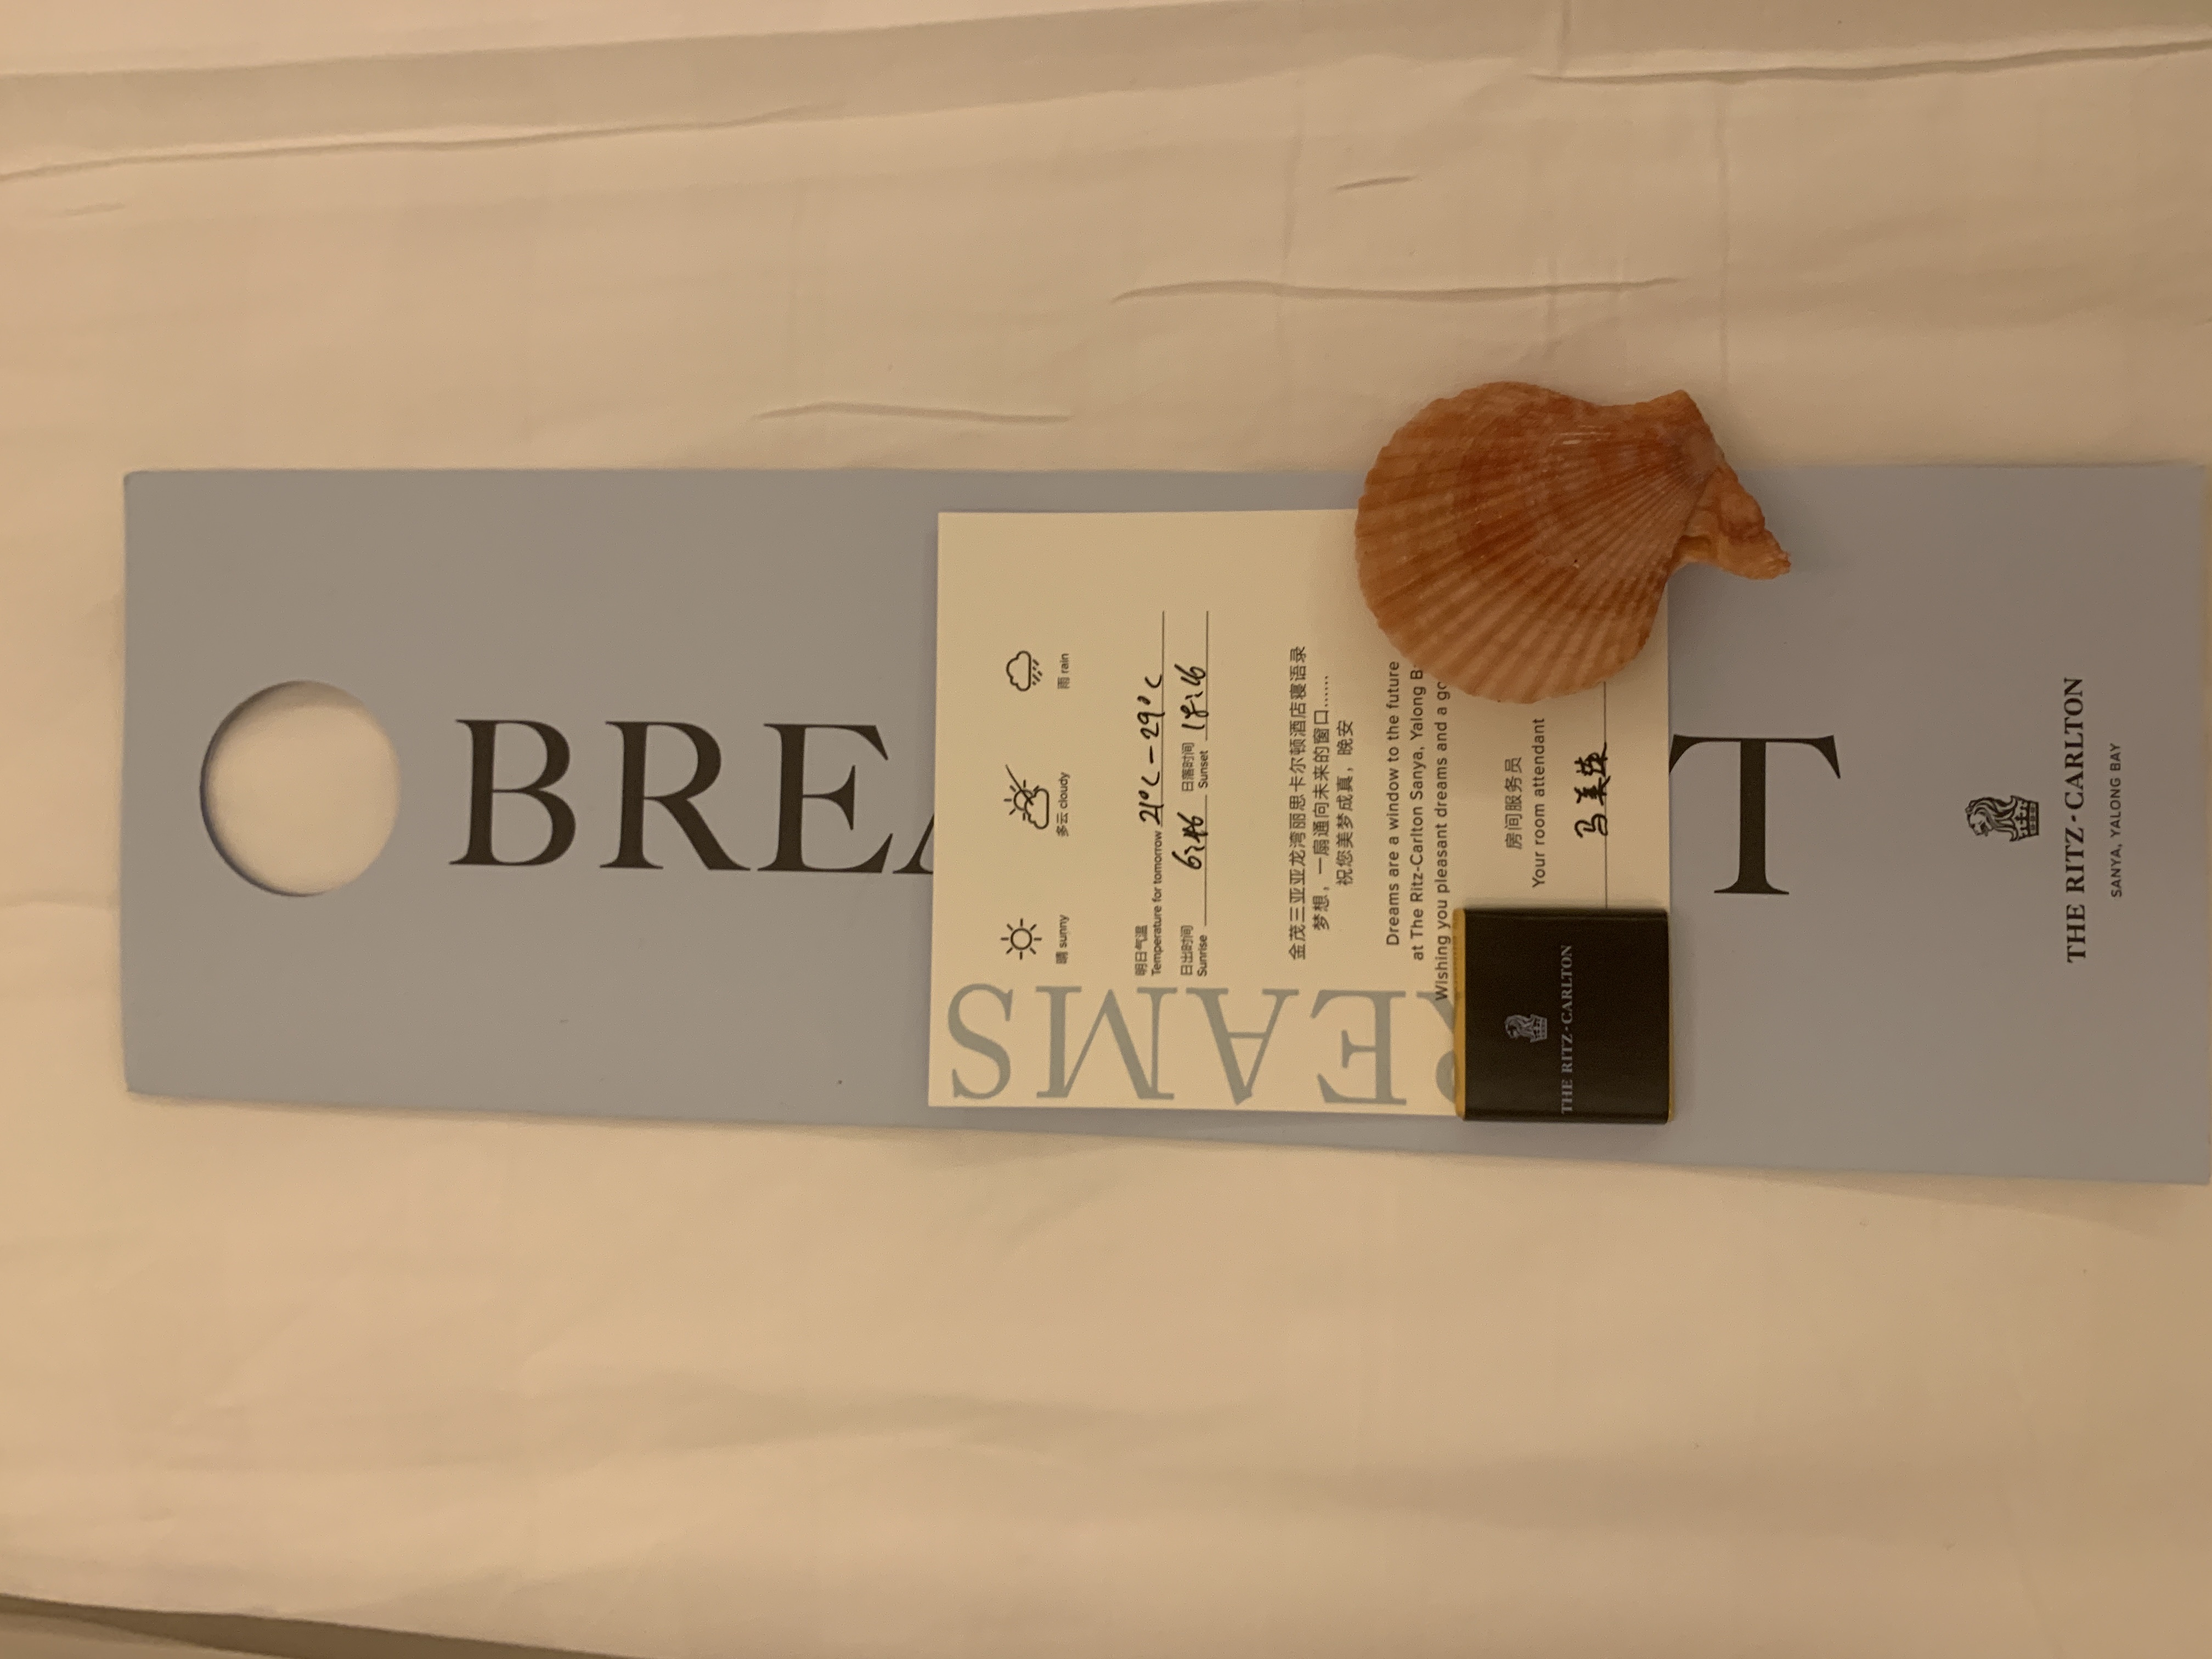 BREA
T
THE RITZ-CARLTON
SANYA, YALONG BAY
REAMS
晴 sunny
多云 cloudy
雨 rain
明日气温
Temperature for tomorrow 21°C-29°C
日出时间 日落时间
Sunrise 6:46 Sunset 18:16
金茂三亚亚龙湾丽思卡尔顿酒店寝语录
梦想，一扇通向未来的窗口……
祝您美梦成真，晚安
Dreams are a window to the future
at The Ritz-Carlton Sanya, Yalong B
Wishing you pleasant dreams and a go
房间服务员
Your room attendant
马美
THE RITZ-CARLTON